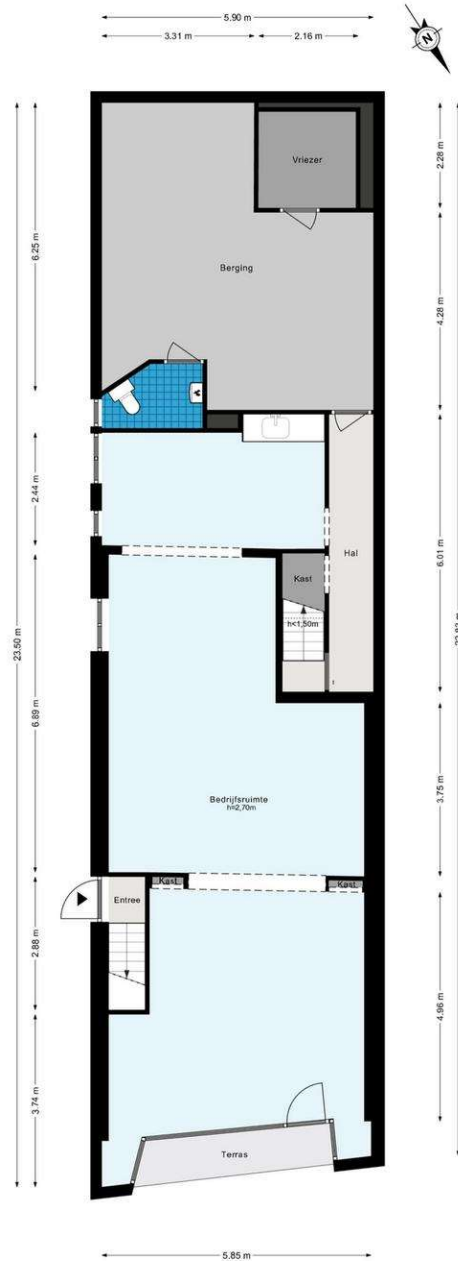 5.90 m
3.31 m
2.16 m
N
Vriezer
2.28 m
6.25 m
Berging
4.28 m
2.44 m
Hal
6.01 m
Kast
h<1,50m
23.50 m
6.89 m
3.75 m
Bedrijfsruimte
h=2,70m
Kast
Kast
Entree
2.88 m
4.96 m
3.74 m
Terras
5.85 m